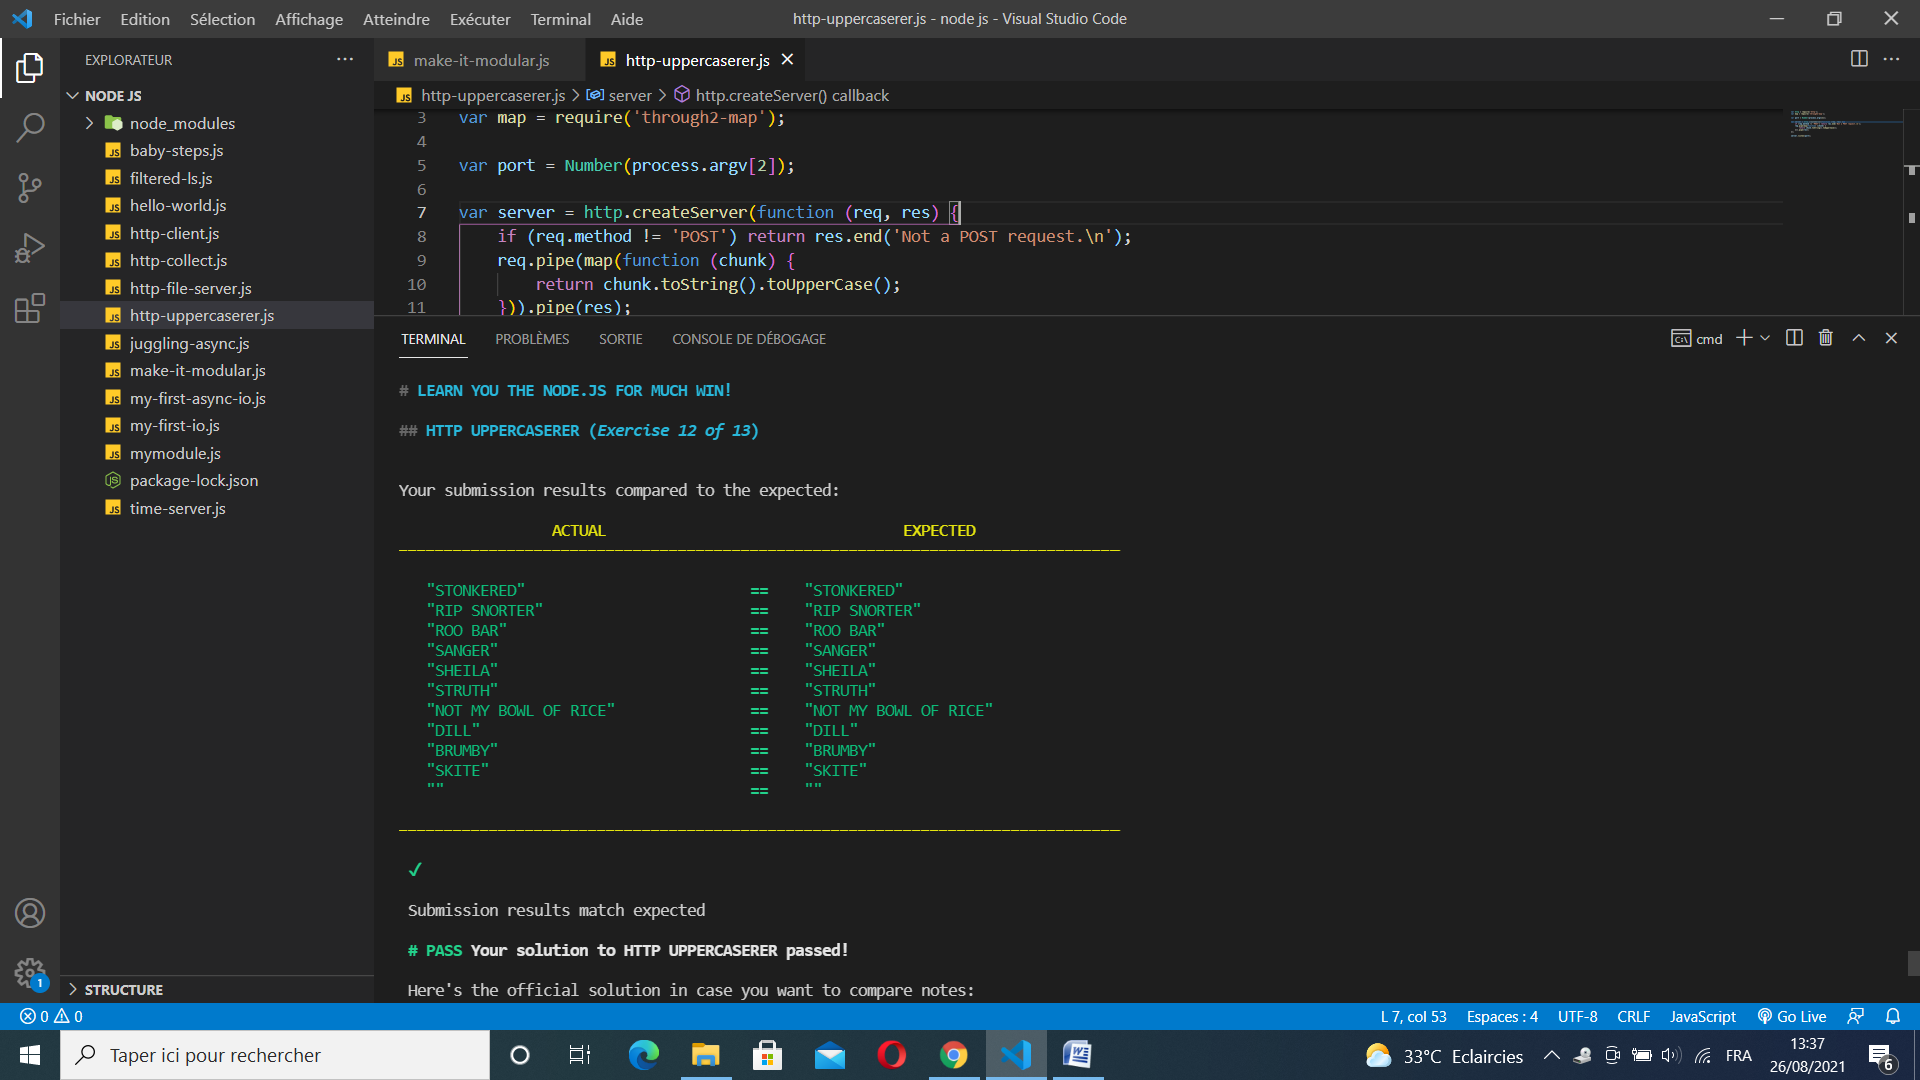 Fichier Edition Sélection Affichage Atteindre Exécuter Terminal Aide
http-uppercaserer.js - node js - Visual Studio Code
EXPLORATEUR
NODE JS
node_modules
baby-steps.js
filtered-ls.js
hello-world.js
http-client.js
http-collect.js
http-file-server.js
http-uppercaserer.js
juggling-async.js
make-it-modular.js
my-first-async-io.js
my-first-io.js
mymodule.js
package-lock.json
time-server.js
STRUCTURE
make-it-modular.js
http-uppercaserer.js
http-uppercaserer.js > server > http.createServer() callback
3 var map = require('through2-map');
4
5 var port = Number(process.argv[2]);
6
7 var server = http.createServer(function (req, res) {
8 if (req.method != 'POST') return res.end('Not a POST request.\n');
9 req.pipe(map(function (chunk) {
10 return chunk.toString().toUpperCase();
11 })).pipe(res);
TERMINAL PROBLÈMES SORTIE CONSOLE DE DÉBOGAGE
cmd
# LEARN YOU THE NODE.JS FOR MUCH WIN!
## HTTP UPPERCASERER (Exercise 12 of 13)
Your submission results compared to the expected:
ACTUAL EXPECTED
"STONKERED" == "STONKERED"
"RIP SNORTER" == "RIP SNORTER"
"ROO BAR" == "ROO BAR"
"SANGER" == "SANGER"
"SHEILA" == "SHEILA"
"STRUTH" == "STRUTH"
"NOT MY BOWL OF RICE" == "NOT MY BOWL OF RICE"
"DILL" == "DILL"
"BRUMBY" == "BRUMBY"
"SKITE" == "SKITE"
"" == ""
✓
Submission results match expected
# PASS Your solution to HTTP UPPERCASERER passed!
Here's the official solution in case you want to compare notes:
1
0 0
L 7, col 53 Espaces : 4 UTF-8 CRLF JavaScript Go Live
Taper ici pour rechercher
33°C Eclaircies
FRA
13:37
26/08/2021
6